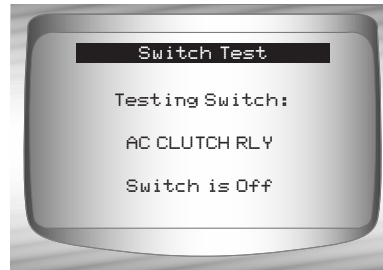 Switch Test
Testing Switch:
AC CLUTCH RLY
Switch is Off